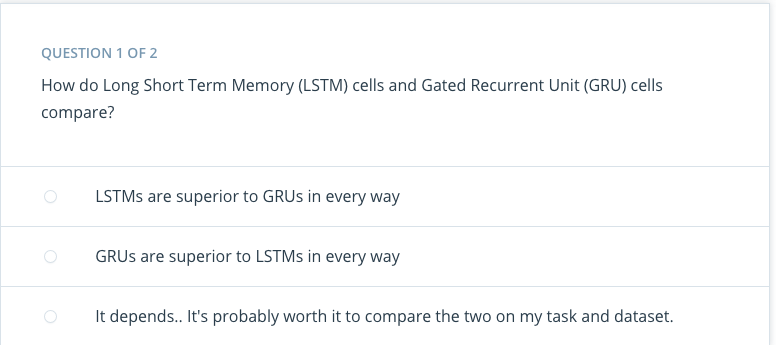 QUESTION 1 OF 2
How do Long Short Term Memory (LSTM) cells and Gated Recurrent Unit (GRU) cells
compare?
LSTMs are superior to GRUs in every way
GRUs are superior to LSTMs in every way
It depends.. It's probably worth it to compare the two on my task and dataset.